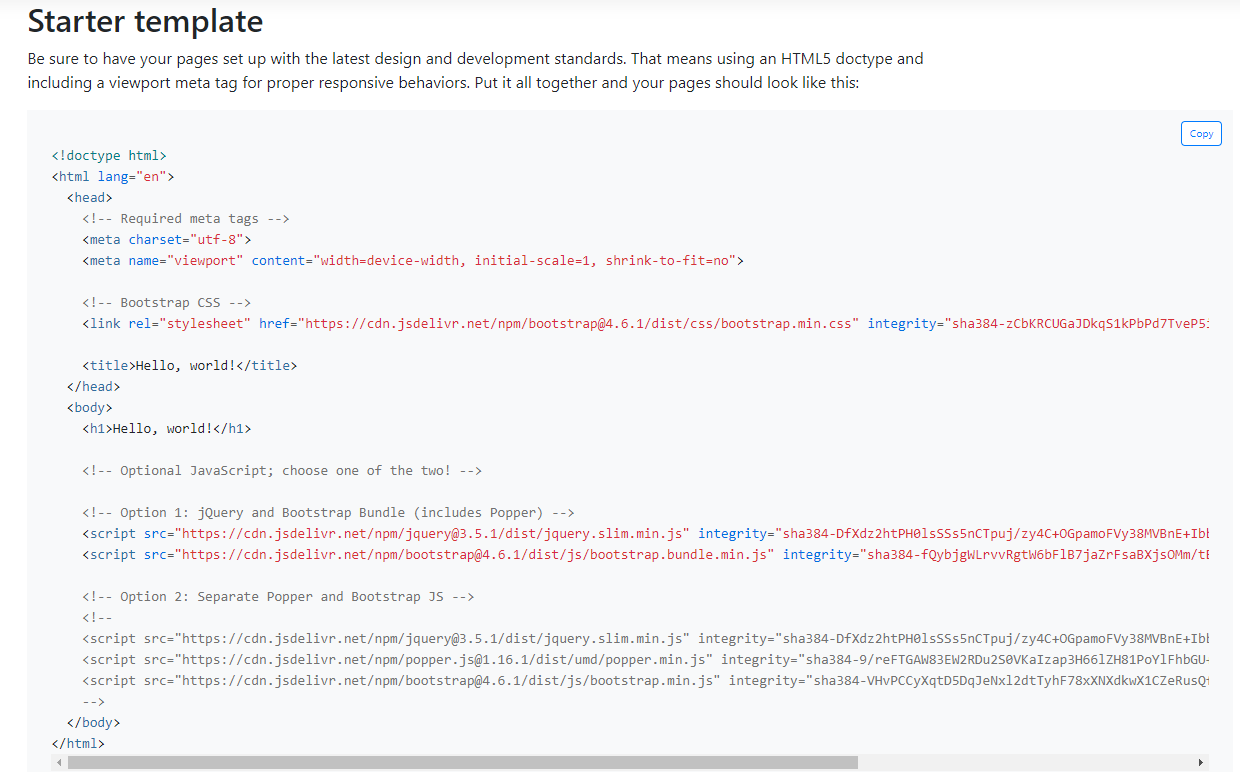 Starter template
Be sure to have your pages set up with the latest design and development standards. That means using an HTML5 doctype and
including a viewport meta tag for proper responsive behaviors. Put it all together and your pages should look like this:
Copy
<!doctype html>
<html lang="en">
  <head>
    <!-- Required meta tags -->
    <meta charset="utf-8">
    <meta name="viewport" content="width=device-width, initial-scale=1, shrink-to-fit=no">

    <!-- Bootstrap CSS -->
    <link rel="stylesheet" href="https://cdn.jsdelivr.net/npm/bootstrap@4.6.1/dist/css/bootstrap.min.css" integrity="sha384-zCbKRCUGaJDkqS1kPbPd7TveP5i

    <title>Hello, world!</title>
  </head>
  <body>
    <h1>Hello, world!</h1>

    <!-- Optional JavaScript; choose one of the two! -->

    <!-- Option 1: jQuery and Bootstrap Bundle (includes Popper) -->
    <script src="https://cdn.jsdelivr.net/npm/jquery@3.5.1/dist/jquery.slim.min.js" integrity="sha384-DfXdz2htPH0lsSSs5nCTpuj/zy4C+OGpamoFVy38MVBnE+Ibb
    <script src="https://cdn.jsdelivr.net/npm/bootstrap@4.6.1/dist/js/bootstrap.bundle.min.js" integrity="sha384-fQybjgWLrvvRgtW6bFlB7jaZrFsaBXjsOMm/tB

    <!-- Option 2: Separate Popper and Bootstrap JS -->
    <!--
    <script src="https://cdn.jsdelivr.net/npm/jquery@3.5.1/dist/jquery.slim.min.js" integrity="sha384-DfXdz2htPH0lsSSs5nCTpuj/zy4C+OGpamoFVy38MVBnE+Ibb
    <script src="https://cdn.jsdelivr.net/npm/popper.js@1.16.1/dist/umd/popper.min.js" integrity="sha384-9/reFTGAW83EW2RDu2S0VKaIzap3H66lZH81PoYlFhbGU-
    <script src="https://cdn.jsdelivr.net/npm/bootstrap@4.6.1/dist/js/bootstrap.min.js" integrity="sha384-VHvPCCyXqtD5DqJeNxl2dtTyhF78xXNXdkwX1CZeRusQ
    -->
  </body>
</html>